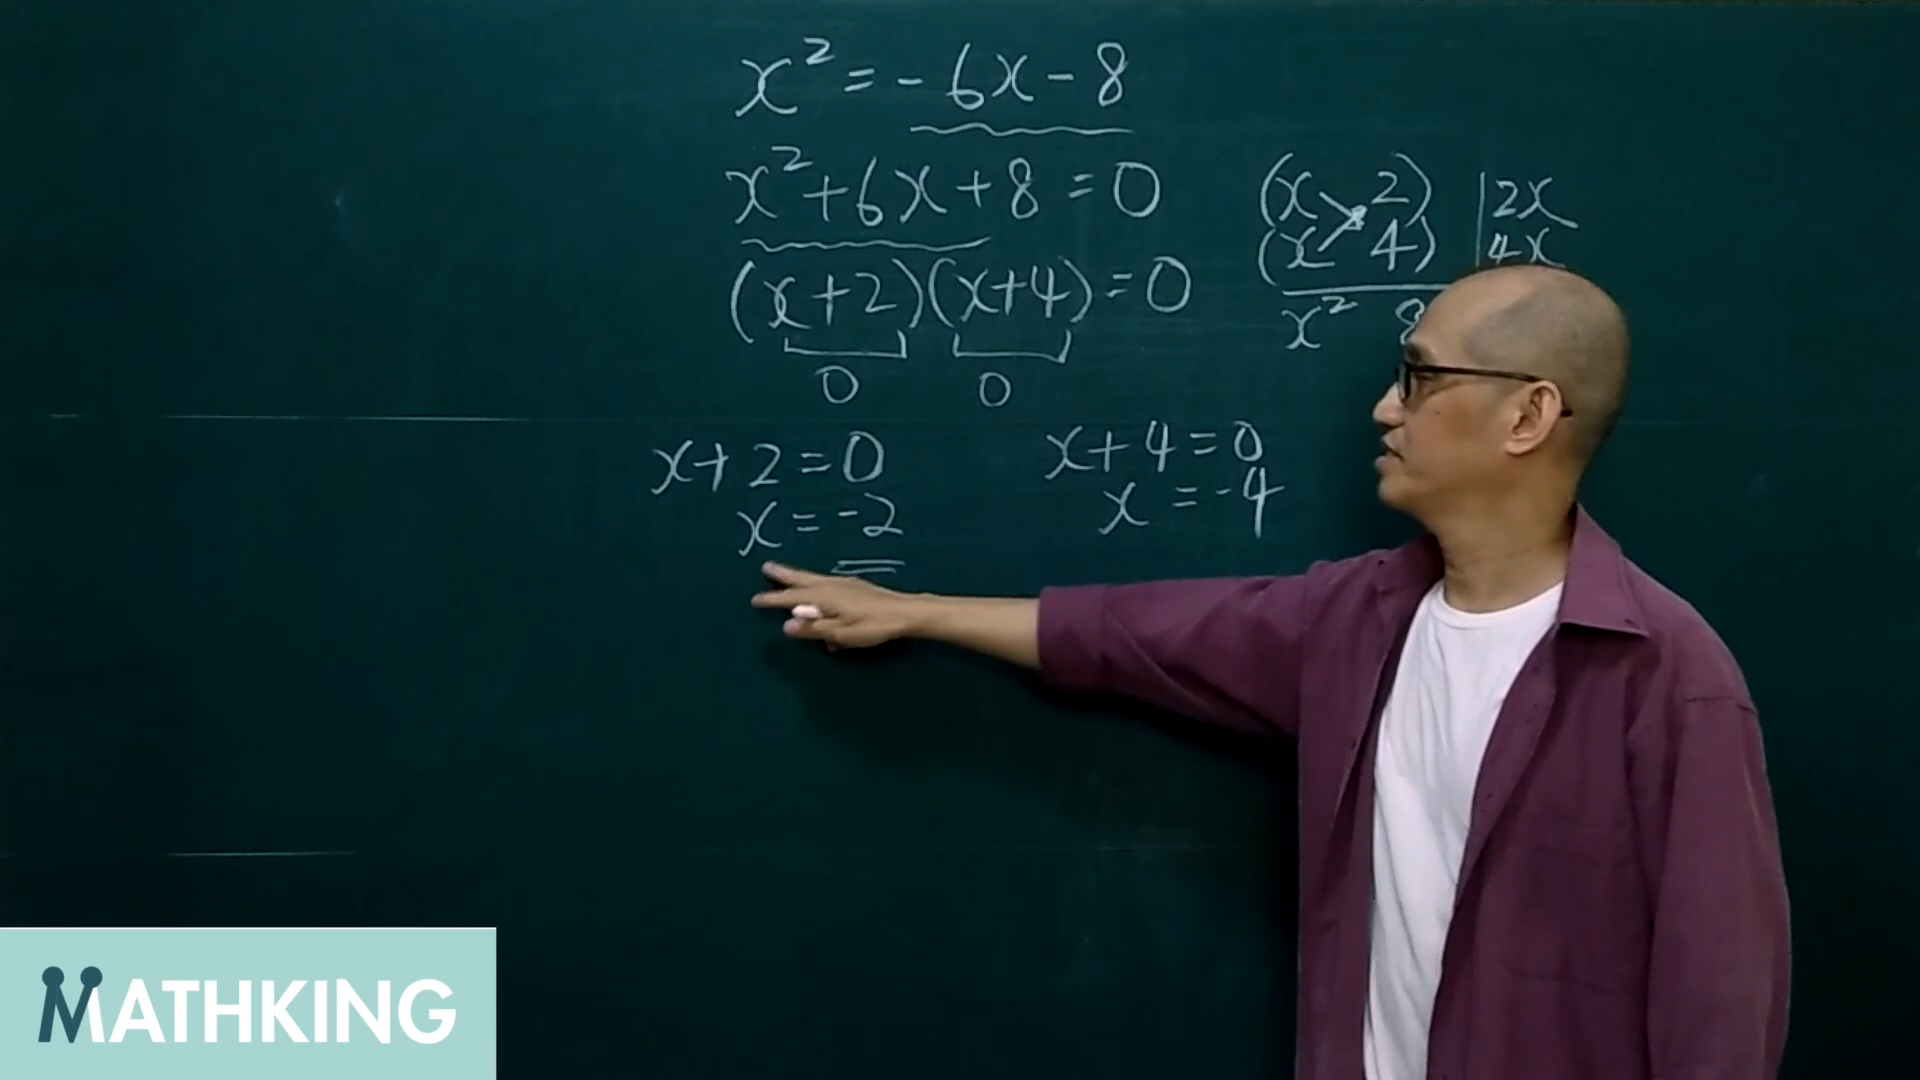 x² = -6x - 8
x² + 6x + 8 = 0
(x+2)(x+4) = 0
0 0
x + 2 = 0
x = -2
x + 4 = 0
x = -4
(x 2) | 2x
(x 4) | 4x
x² 8
MATHKING